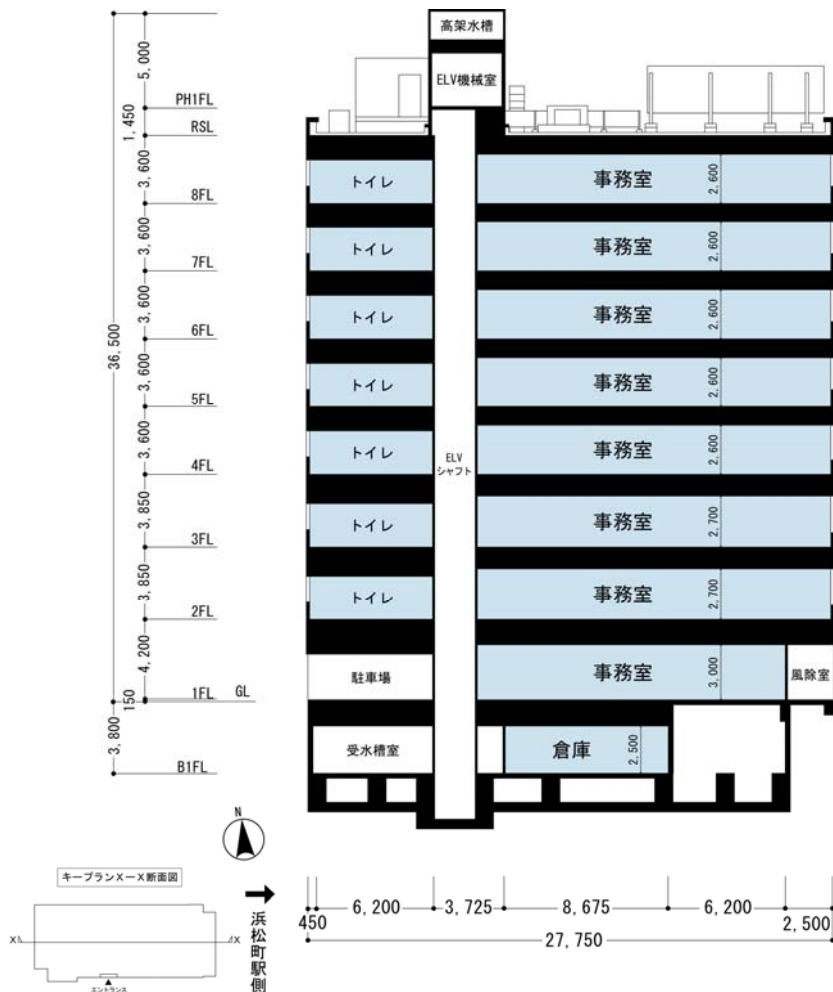 高架水槽
ELV機械室
5,000
PH1FL
1,450
RSL
3,600
8FL
トイレ
事務室
2,600
3,600
7FL
トイレ
事務室
2,600
3,600
6FL
トイレ
事務室
2,600
36,500
3,600
5FL
トイレ
事務室
2,600
3,600
4FL
トイレ
ELV
シャフト
事務室
2,600
3,850
3FL
トイレ
事務室
2,700
3,850
2FL
トイレ
事務室
2,700
4,200
駐車場
事務室
3,000
風除室
1FL
GL
150
3,800
受水槽室
倉庫
2,500
B1FL
N
キープランX－X断面図
X
X
エントランス
浜松町駅側
450
6,200
3,725
8,675
6,200
2,500
27,750